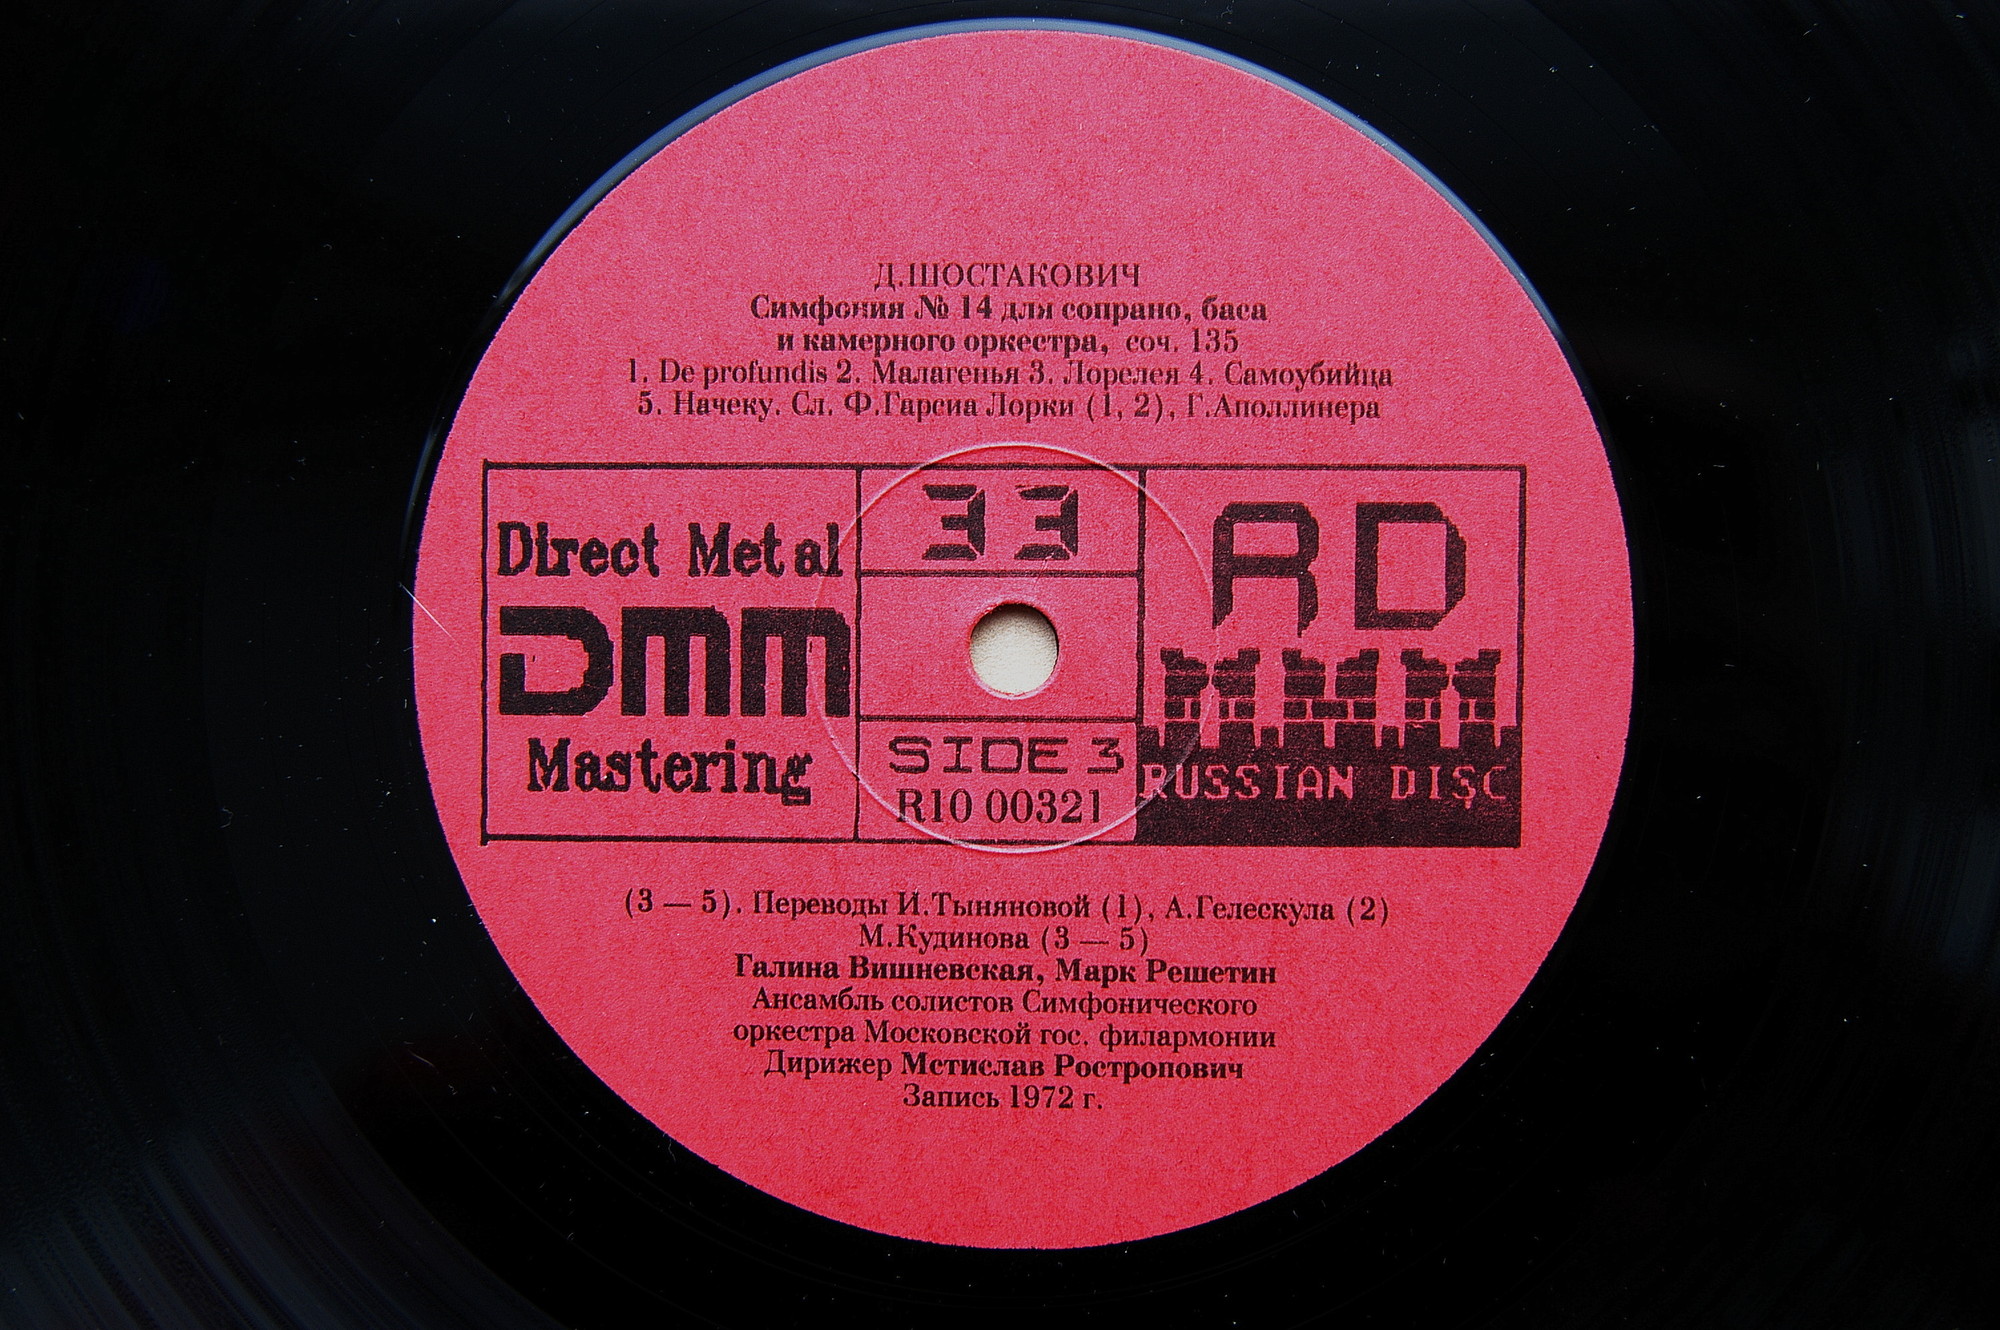 Д.ШОСТАКОВИЧ
Симфония № 14 для сопрано, баса
и камерного оркестра, соч. 135
1. De profundis 2. Малагенья 3. Лорелея 4. Самоубийца
5. Начеку. Сл. Ф.Гарсиа Лорки (1, 2), Г.Аполлинера
Direct Metal
DMM
Mastering
33
SIDE 3
R10 00321
RD
RUSSIAN DISC
(3 — 5). Переводы И.Тыняновой (1), А.Гелескула (2)
М.Кудинова (3 — 5)
Галина Вишневская, Марк Решетин
Ансамбль солистов Симфонического
оркестра Московской гос. филармонии
Дирижер Мстислав Ростропович
Запись 1972 г.